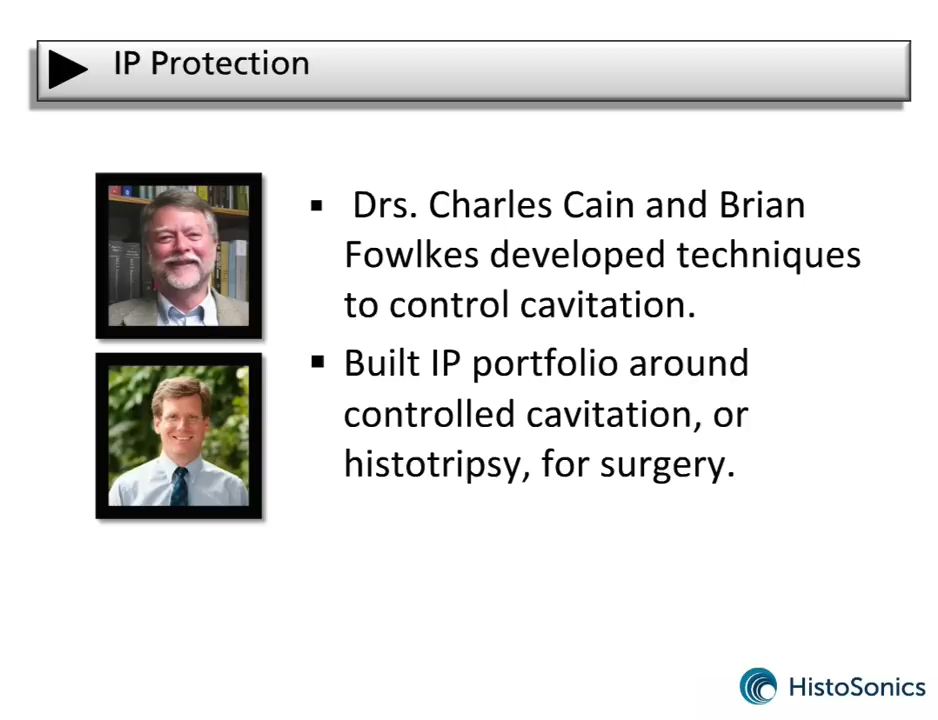 IP Protection
▪ Drs. Charles Cain and Brian
Fowlkes developed techniques
to control cavitation.
▪ Built IP portfolio around
controlled cavitation, or
histotripsy, for surgery.
HistoSonics